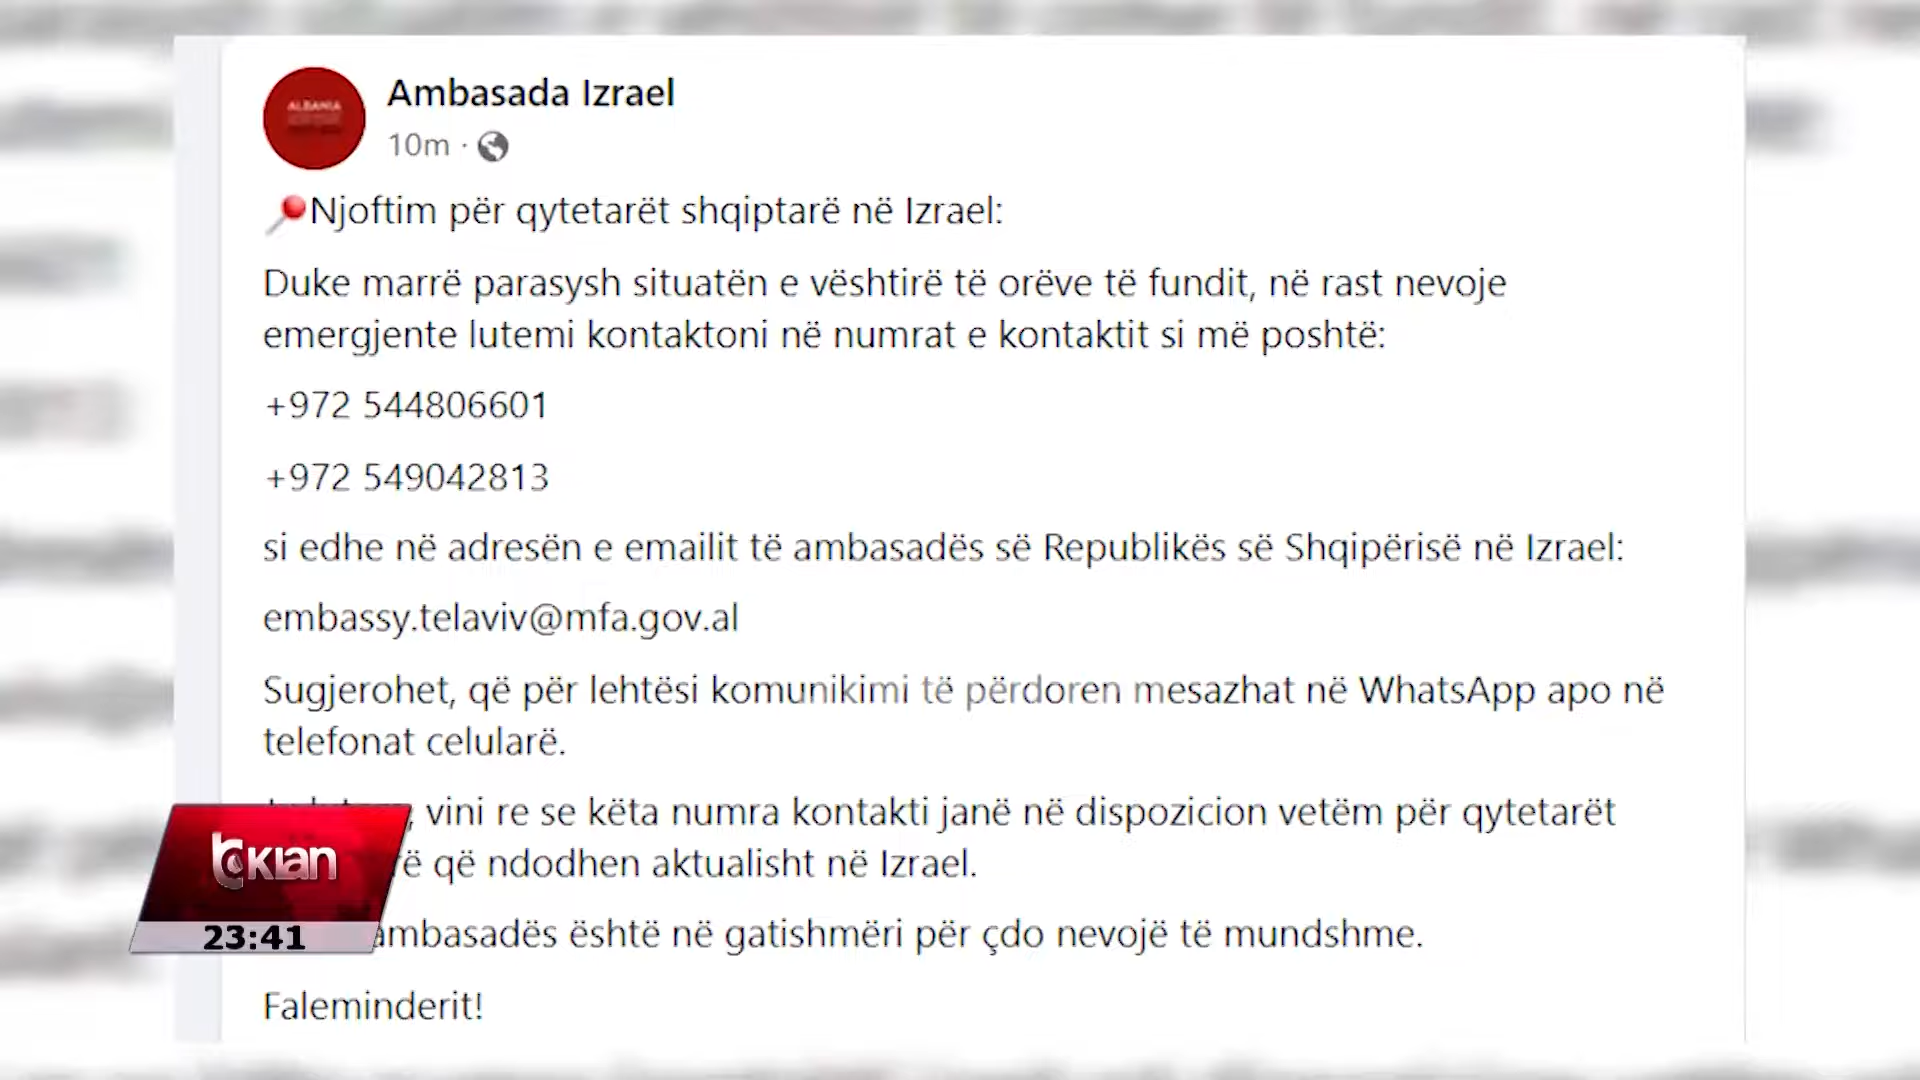 ALBANIA
Ambasada Izrael
10m ·
Njoftim për qytetarët shqiptarë në Izrael:
Duke marrë parasysh situatën e vështirë të orëve të fundit, në rast nevoje
emergjente lutemi kontaktoni në numrat e kontaktit si më poshtë:
+972 544806601
+972 549042813
si edhe në adresën e emailit të ambasadës së Republikës së Shqipërisë në Izrael:
embassy.telaviv@mfa.gov.al
Sugjerohet, që për lehtësi komunikimi të përdoren mesazhat në WhatsApp apo në
telefonat celularë.
, vini re se këta numra kontakti janë në dispozicion vetëm për qytetarët
rë që ndodhen aktualisht në Izrael.
ambasadës është në gatishmëri për çdo nevojë të mundshme.
Faleminderit!
klan
23:41